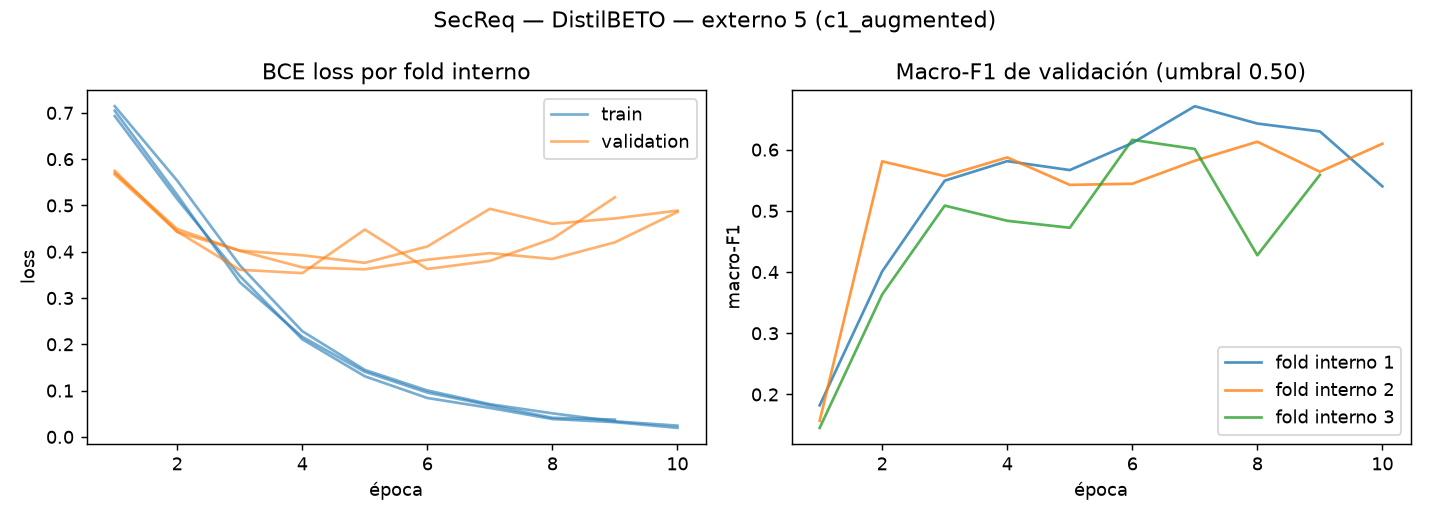 SecReq — DistilBETO — externo 5 (c1_augmented)
BCE loss por fold interno
loss
0.7
0.6
0.5
0.4
0.3
0.2
0.1
0.0
2
4
6
8
10
época
train
validation
Macro-F1 de validación (umbral 0.50)
macro-F1
0.6
0.5
0.4
0.3
0.2
2
4
6
8
10
época
fold interno 1
fold interno 2
fold interno 3